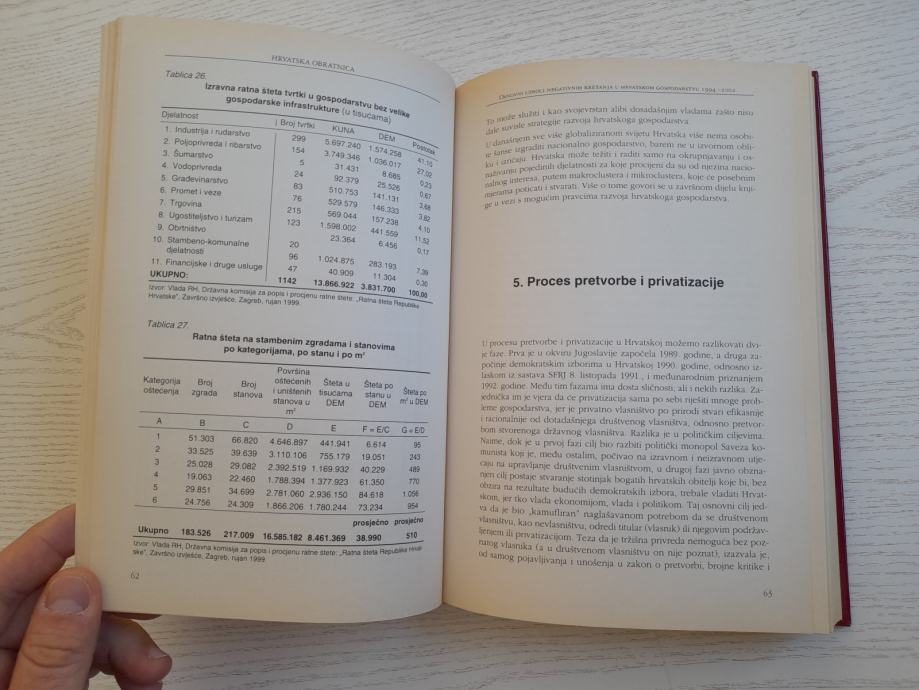 HRVATSKA OBRATNICA
Tablica 26.
Izravna ratna šteta tvrtki u gospodarstvu bez velike
gospodarske infrastrukture (u tisućama)
Djelatnost Broj tvrtki KUNA DEM Postotak
1. Industrija i rudarstvo 299 5.697.240 1.574.258 41,10
2. Poljoprivreda i ribarstvo 154 3.749.346 1.036.017 27,02
3. Šumarstvo 5 31.431 8.685 0,23
4. Vodoprivreda 24 92.379 25.526 0,67
5. Građevinarstvo 83 510.753 141.131 3,68
6. Promet i veze 76 529.579 146.333 3,82
7. Trgovina 215 569.044 157.238 4,10
8. Ugostiteljstvo i turizam 123 1.598.002 441.559 11,52
9. Obrtništvo 20 23.364 6.456 0,17
10. Stambeno-komunalne
djelatnosti 96 1.024.875 283.193 7,39
11. Financijske i druge usluge 47 40.909 11.304 0,30
UKUPNO: 1142 13.866.922 3.831.700 100,00
Izvor: Vlada RH, Državna komisija za popis i procjenu ratne štete: „Ratna šteta Republike
Hrvatske", Završno izvješće, Zagreb, rujan 1999.
Tablica 27.
Ratna šteta na stambenim zgradama i stanovima
po kategorijama, po stanu i po m²
Kategorija oštećenja Broj zgrada Broj stanova Površina oštećenih i uništenih stanova u m² Šteta u tisućama DEM Šteta po stanu u DEM Šteta po m² u DEM
A B C D E F = E/C G = E/D
1 51.303 66.820 4.646.897 441.941 6.614 95
2 33.525 39.639 3.110.106 755.179 19.051 243
3 25.028 29.082 2.392.519 1.169.932 40.229 489
4 19.063 22.460 1.788.394 1.377.923 61.350 770
5 29.851 34.699 2.781.060 2.936.150 84.618 1.056
6 24.756 24.309 1.866.206 1.780.244 73.234 954
prosječno prosječno
Ukupno 183.526 217.009 16.585.182 8.461.369 38.990 510
Izvor: Vlada RH, Državna komisija za popis i procjenu ratne štete: „Ratna šteta Republike Hrvat-
ske", Završno izvješće, Zagreb, rujan 1999.
62
OSNOVNI UZROCI NEGATIVNIH KRETANJA U HRVATSKOM GOSPODARSTVU 1994.-2002.
To može služiti i kao svojevrstan alibi dosadašnjim vladama zašto nisu
dale suvisle strategije razvoja hrvatskoga gospodarstva.
U današnjem sve više globaliziranom svijetu Hrvatska više nema osobi-
te šanse izgraditi nacionalno gospodarstvo, barem ne u izvornom obli-
ku i značaju. Hrvatska može težiti i raditi samo na okrupnjavanju i os-
naživanju pojedinih djelatnosti za koje procijeni da su od njezina nacio-
nalnog interesa, putem makroclustera i mikroclustera, koje će posebnim
mjerama poticati i stvarati. Više o tome govori se u završnom dijelu knji-
ge u vezi s mogućim pravcima razvoja hrvatskoga gospodarstva.
5. Proces pretvorbe i privatizacije
U procesu pretvorbe i privatizacije u Hrvatskoj možemo razlikovati dvi-
je faze. Prva je u okviru Jugoslavije započela 1989. godine, a druga za-
počinje demokratskim izborima u Hrvatskoj 1990. godine, odnosno iz-
laskom iz sastava SFRJ 8. listopada 1991., i međunarodnim priznanjem
1992. godine. Među tim fazama ima dosta sličnosti, ali i nekih razlika. Za-
jednička im je vjera da će privatizacija sama po sebi riješiti mnoge prob-
leme gospodarstva, jer je privatno vlasništvo po prirodi stvari efikasnije
i racionalnije od dotadašnjega društvenog vlasništva, odnosno pretvor-
bom stvorenoga državnog vlasništva. Razlika je u političkim ciljevima.
Naime, dok je u prvoj fazi cilj bio razbiti politički monopol Saveza ko-
munista koji je, među ostalim, počivao na izravnom i neizravnom utje-
caju na upravljanje društvenim vlasništvom, u drugoj fazi javno obzna-
njen cilj postaje stvaranje stotinjak bogatih hrvatskih obitelji koje bi, bez
obzira na rezultate budućih demokratskih izbora, trebale vladati Hrvat-
skom, jer tko vlada ekonomijom, vlada i politikom. Taj osnovni cilj jed-
va da je bio „kamufliran" naglašavanom potrebom da se društvenom
vlasništvu, kao nevlasništvu, odredi titular (vlasnik) di njegovim podržav-
ljenjem ili privatizacijom. Teza da je tržišna privreda nemoguća bez poz-
natog vlasnika (a u društvenom vlasništvu on nije poznat), izazvala je,
od samog pojavljivanja i unošenja u zakon o pretvorbi, brojne kritike i
63